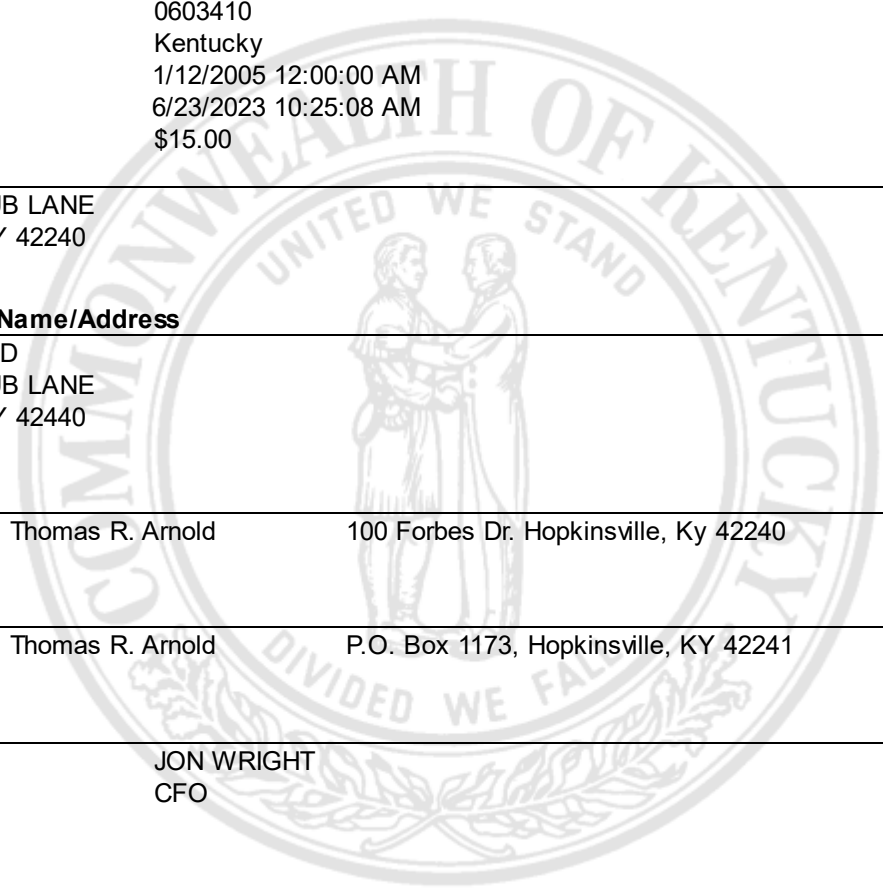 0603410
Kentucky
1/12/2005 12:00:00 AM
6/23/2023 10:25:08 AM
$15.00
COMMONWEALTH OF KENTUCKY
UNITED WE STAND
DIVIDED WE FALL
UB LANE
Y 42240
Name/Address
D
UB LANE
Y 42440
Thomas R. Arnold 100 Forbes Dr. Hopkinsville, Ky 42240
Thomas R. Arnold P.O. Box 1173, Hopkinsville, KY 42241
JON WRIGHT
CFO